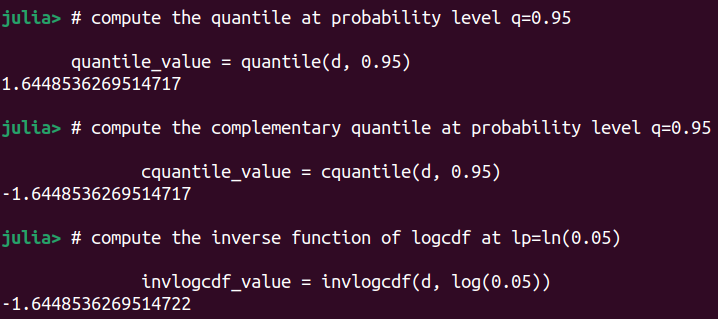 julia> # compute the quantile at probability level q=0.95
quantile_value = quantile(d, 0.95)
1.6448536269514717
julia> # compute the complementary quantile at probability level q=0.95
cquantile_value = cquantile(d, 0.95)
-1.6448536269514717
julia> # compute the inverse function of logcdf at lp=ln(0.05)
invlogcdf_value = invlogcdf(d, log(0.05))
-1.6448536269514722